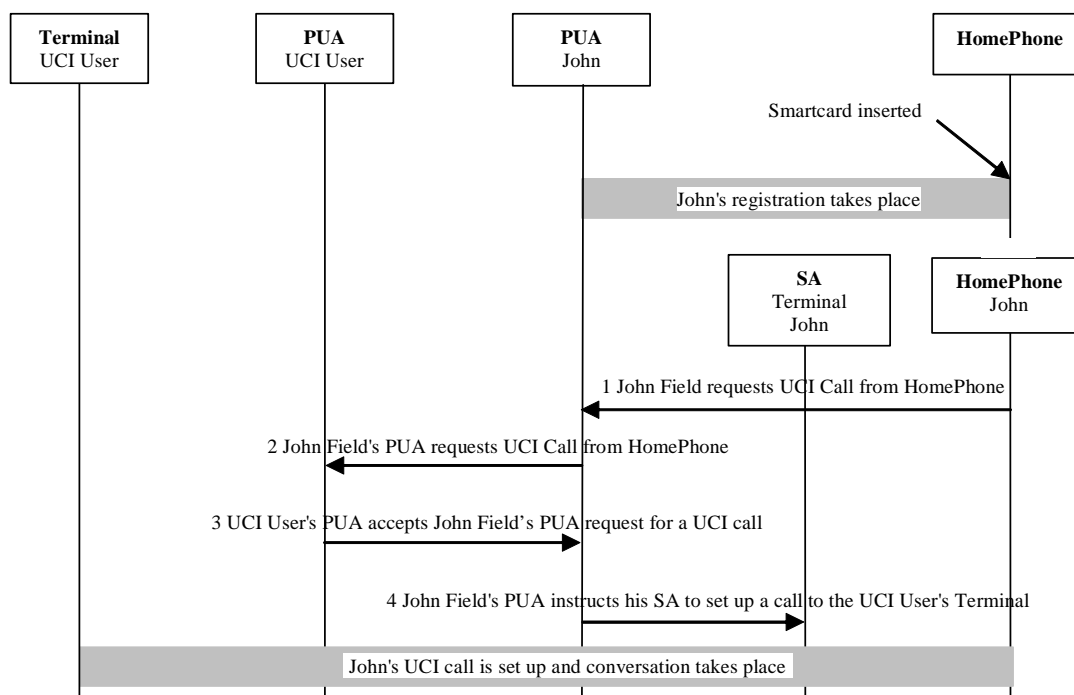 Terminal
UCI User
PUA
UCI User
PUA
John
HomePhone
Smartcard inserted
John's registration takes place
SA
Terminal
John
HomePhone
John
1 John Field requests UCI Call from HomePhone
2 John Field's PUA requests UCI Call from HomePhone
3 UCI User's PUA accepts John Field’s PUA request for a UCI call
4 John Field's PUA instructs his SA to set up a call to the UCI User's Terminal
John's UCI call is set up and conversation takes place